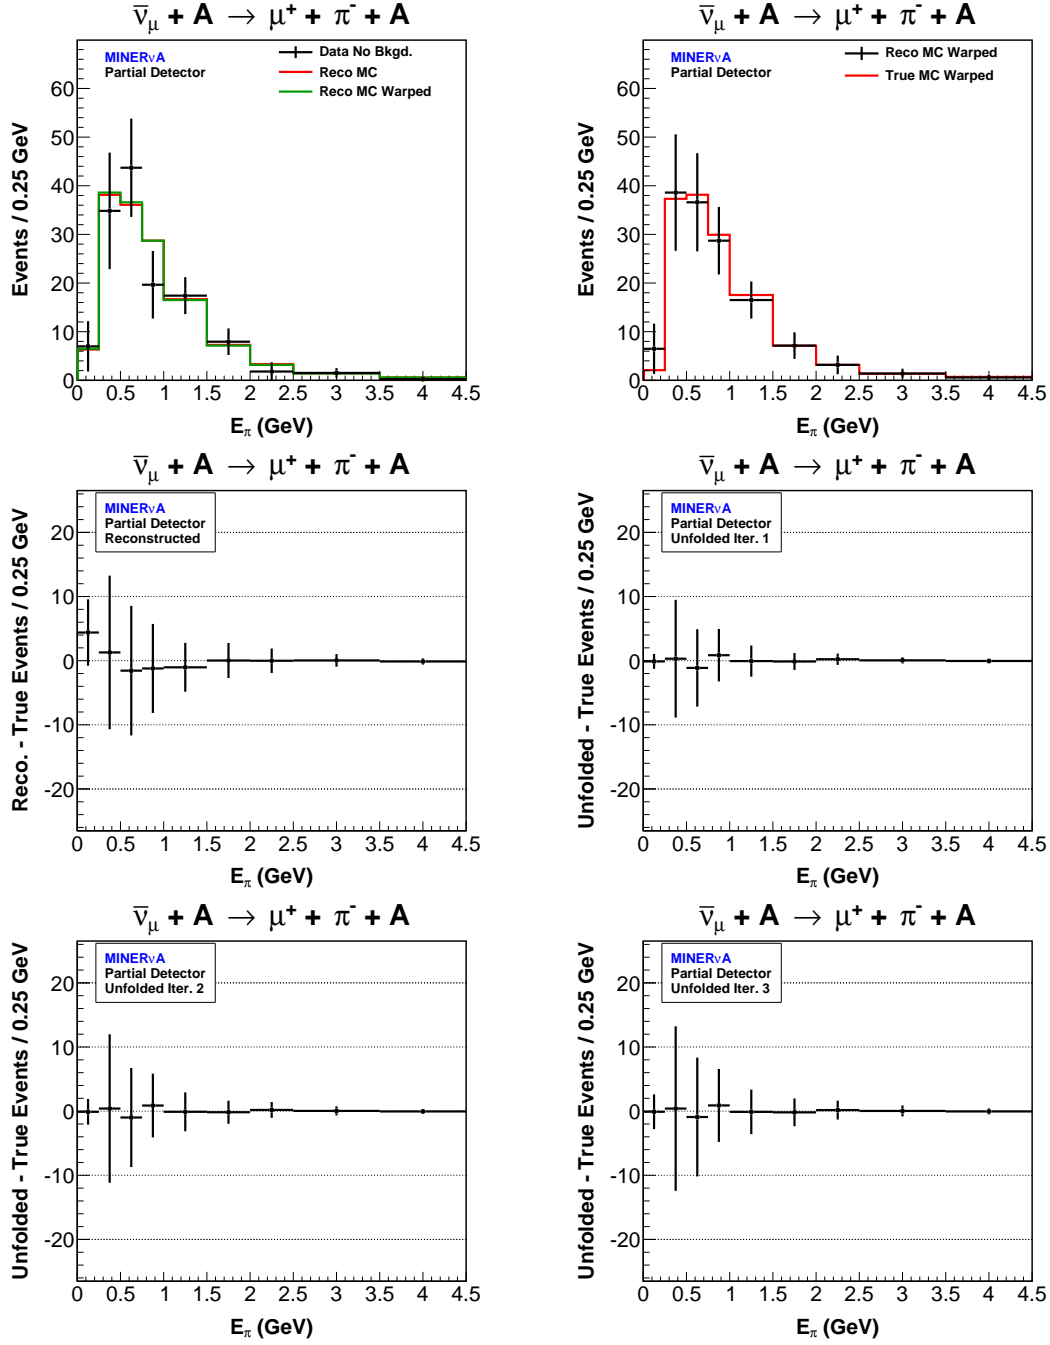 ν̄μ + A → μ+ + π- + A
MINERνA
Partial Detector
Data No Bkgd.
Reco MC
Reco MC Warped
Events / 0.25 GeV
60
50
40
30
20
10
0
0 0.5 1 1.5 2 2.5 3 3.5 4 4.5
Eπ (GeV)
ν̄μ + A → μ+ + π- + A
MINERνA
Partial Detector
Reco MC Warped
True MC Warped
Events / 0.25 GeV
60
50
40
30
20
10
0
0 0.5 1 1.5 2 2.5 3 3.5 4 4.5
Eπ (GeV)
ν̄μ + A → μ+ + π- + A
MINERνA
Partial Detector
Reconstructed
Reco. - True Events / 0.25 GeV
20
10
0
-10
-20
0 0.5 1 1.5 2 2.5 3 3.5 4 4.5
Eπ (GeV)
ν̄μ + A → μ+ + π- + A
MINERνA
Partial Detector
Unfolded Iter. 1
Unfolded - True Events / 0.25 GeV
20
10
0
-10
-20
0 0.5 1 1.5 2 2.5 3 3.5 4 4.5
Eπ (GeV)
ν̄μ + A → μ+ + π- + A
MINERνA
Partial Detector
Unfolded Iter. 2
Unfolded - True Events / 0.25 GeV
20
10
0
-10
-20
0 0.5 1 1.5 2 2.5 3 3.5 4 4.5
Eπ (GeV)
ν̄μ + A → μ+ + π- + A
MINERνA
Partial Detector
Unfolded Iter. 3
Unfolded - True Events / 0.25 GeV
20
10
0
-10
-20
0 0.5 1 1.5 2 2.5 3 3.5 4 4.5
Eπ (GeV)